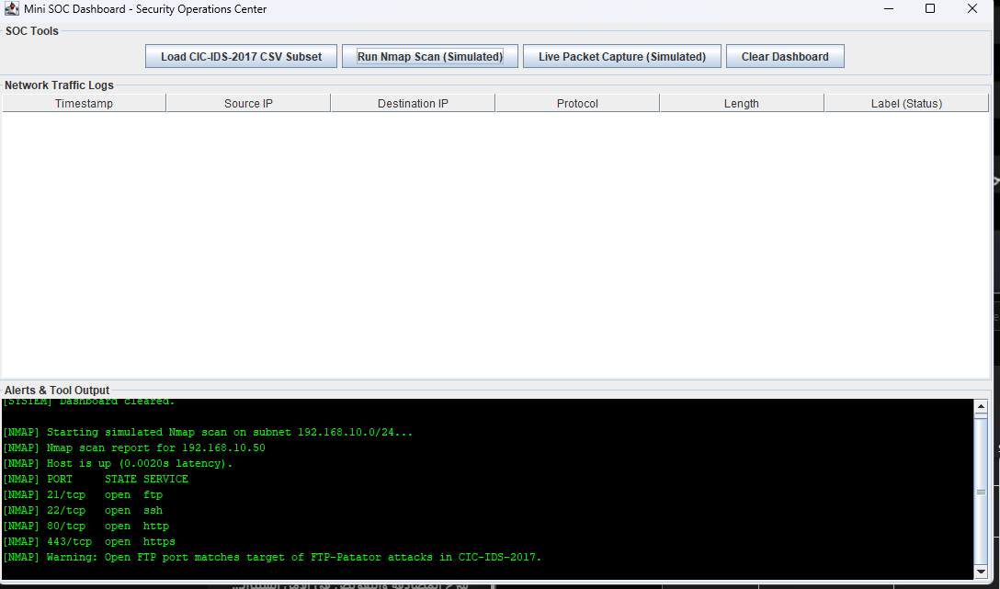 Mini SOC Dashboard - Security Operations Center
SOC Tools
Load CIC-IDS-2017 CSV Subset
Run Nmap Scan (Simulated)
Live Packet Capture (Simulated)
Clear Dashboard
Network Traffic Logs
Timestamp
Source IP
Destination IP
Protocol
Length
Label (Status)
Alerts & Tool Output
[SYSTEM] Dashboard cleared.
[NMAP] Starting simulated Nmap scan on subnet 192.168.10.0/24...
[NMAP] Nmap scan report for 192.168.10.50
[NMAP] Host is up (0.0020s latency).
[NMAP] PORT     STATE SERVICE
[NMAP] 21/tcp   open  ftp
[NMAP] 22/tcp   open  ssh
[NMAP] 80/tcp   open  http
[NMAP] 443/tcp  open  https
[NMAP] Warning: Open FTP port matches target of FTP-Patator attacks in CIC-IDS-2017.